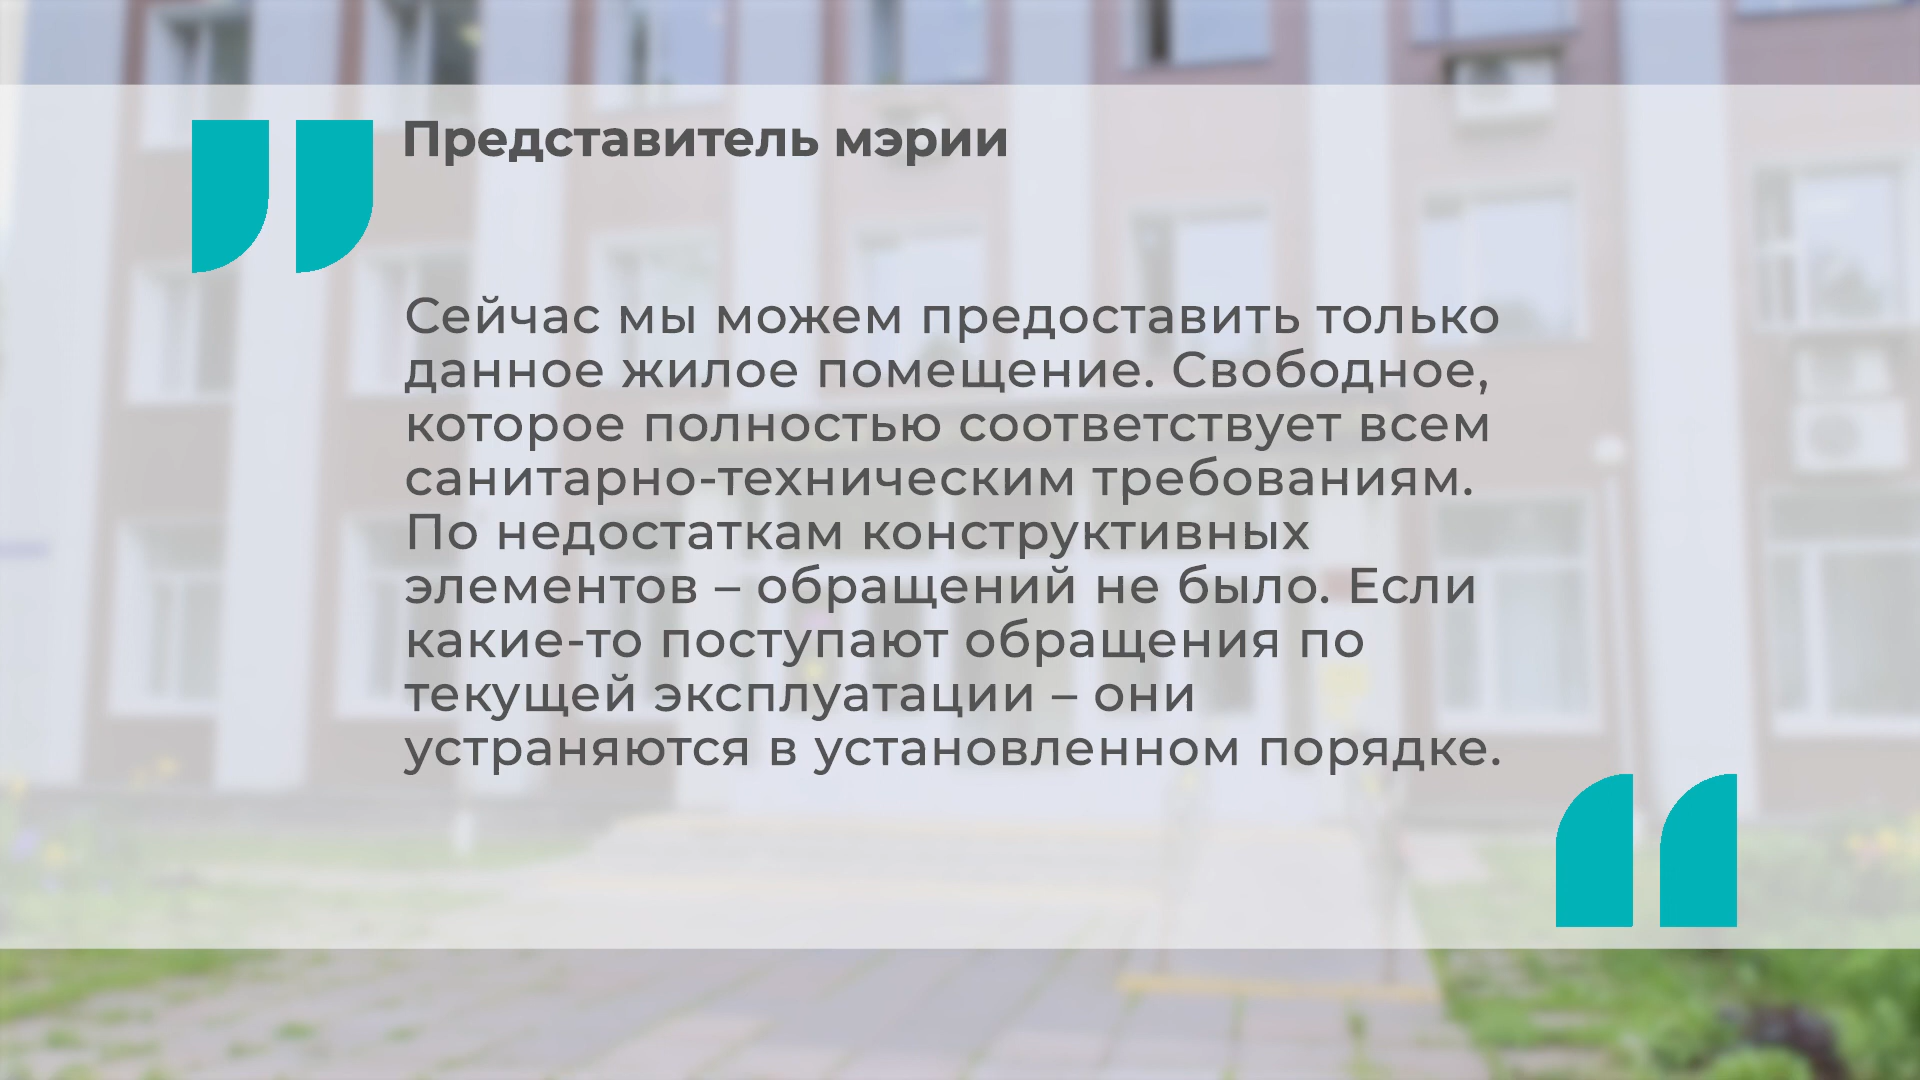 Представитель мэрии
Сейчас мы можем предоставить только
данное жилое помещение. Свободное,
которое полностью соответствует всем
санитарно-техническим требованиям.
По недостаткам конструктивных
элементов – обращений не было. Если
какие-то поступают обращения по
текущей эксплуатации – они
устраняются в установленном порядке.